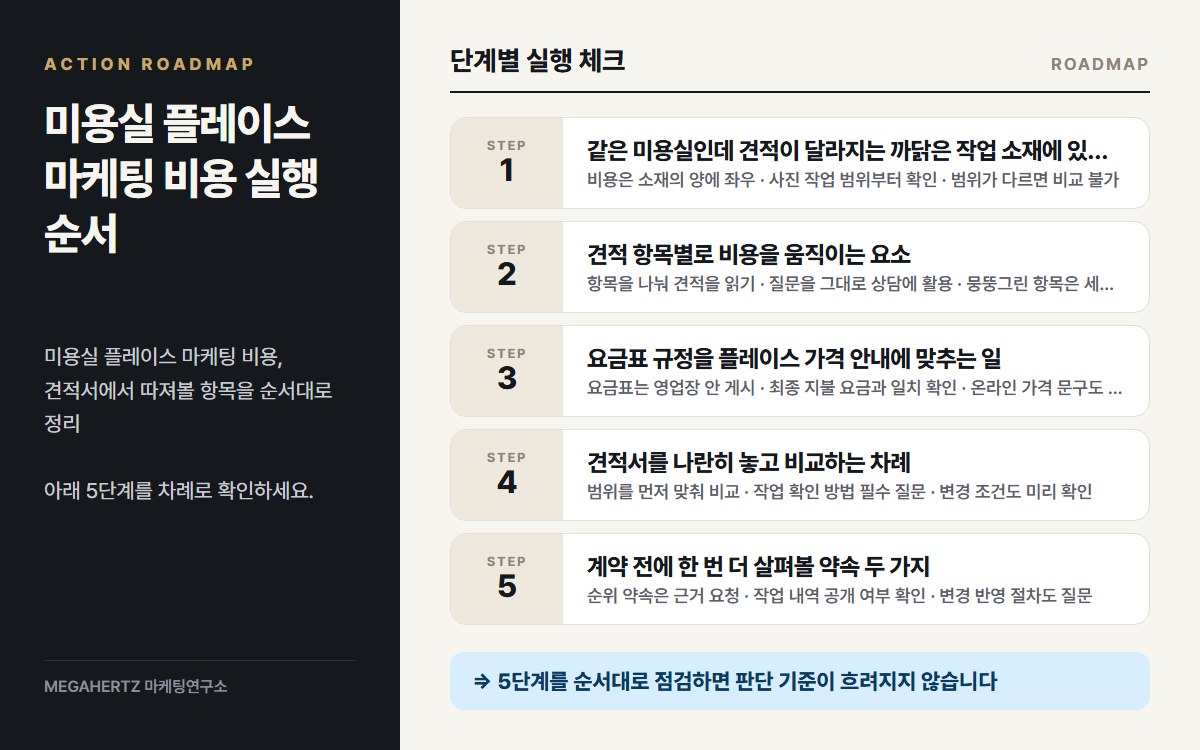 ACTION ROADMAP
미용실 플레이스
마케팅 비용 실행
순서
미용실 플레이스 마케팅 비용,
견적서에서 따져볼 항목을 순서대로
정리
아래 5단계를 차례로 확인하세요.
MEGAHERTZ 마케팅연구소
단계별 실행 체크
ROADMAP
STEP
1
같은 미용실인데 견적이 달라지는 까닭은 작업 소재에 있...
비용은 소재의 양에 좌우 · 사진 작업 범위부터 확인 · 범위가 다르면 비교 불가
STEP
2
견적 항목별로 비용을 움직이는 요소
항목을 나눠 견적을 읽기 · 질문을 그대로 상담에 활용 · 뭉뚱그린 항목은 세...
STEP
3
요금표 규정을 플레이스 가격 안내에 맞추는 일
요금표는 영업장 안 게시 · 최종 지불 요금과 일치 확인 · 온라인 가격 문구도 ...
STEP
4
견적서를 나란히 놓고 비교하는 차례
범위를 먼저 맞춰 비교 · 작업 확인 방법 필수 질문 · 변경 조건도 미리 확인
STEP
5
계약 전에 한 번 더 살펴볼 약속 두 가지
순위 약속은 근거 요청 · 작업 내역 공개 여부 확인 · 변경 반영 절차도 질문
⇒ 5단계를 순서대로 점검하면 판단 기준이 흐려지지 않습니다